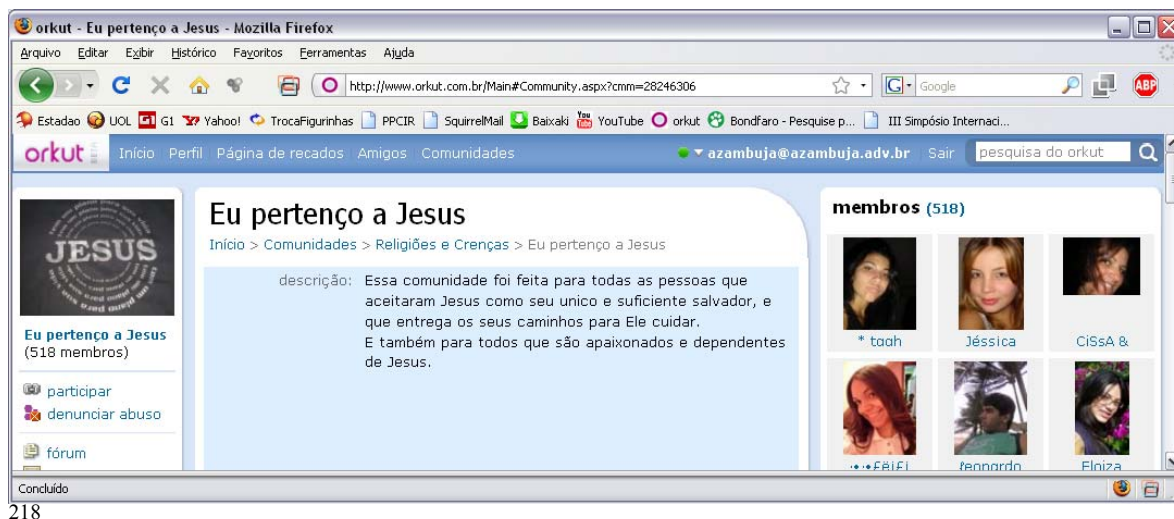 orkut - Eu pertenço a Jesus - Mozilla Firefox
Arquivo Editar Exibir Histórico Favoritos Ferramentas Ajuda
http://www.orkut.com.br/Main#Community.aspx?cmm=28246306
G Google
ABP
Estadao UOL G1 Yahoo! TrocaFigurinhas PPCIR SquirrelMail Baixaki YouTube orkut Bondfaro - Pesquise p... III Simpósio Internaci...
orkut Início Perfil Página de recados Amigos Comunidades azambuja@azambuja.adv.br Sair pesquisa do orkut
JESUS
Eu pertenço a Jesus
(518 membros)
participar
denunciar abuso
fórum
Eu pertenço a Jesus
Início > Comunidades > Religiões e Crenças > Eu pertenço a Jesus
descrição: Essa comunidade foi feita para todas as pessoas que
aceitaram Jesus como seu unico e suficiente salvador, e
que entrega os seus caminhos para Ele cuidar.
E também para todos que são apaixonados e dependentes
de Jesus.
membros (518)
* taah Jéssica CiSsA &
leonardo Eloiza
Concluído
218